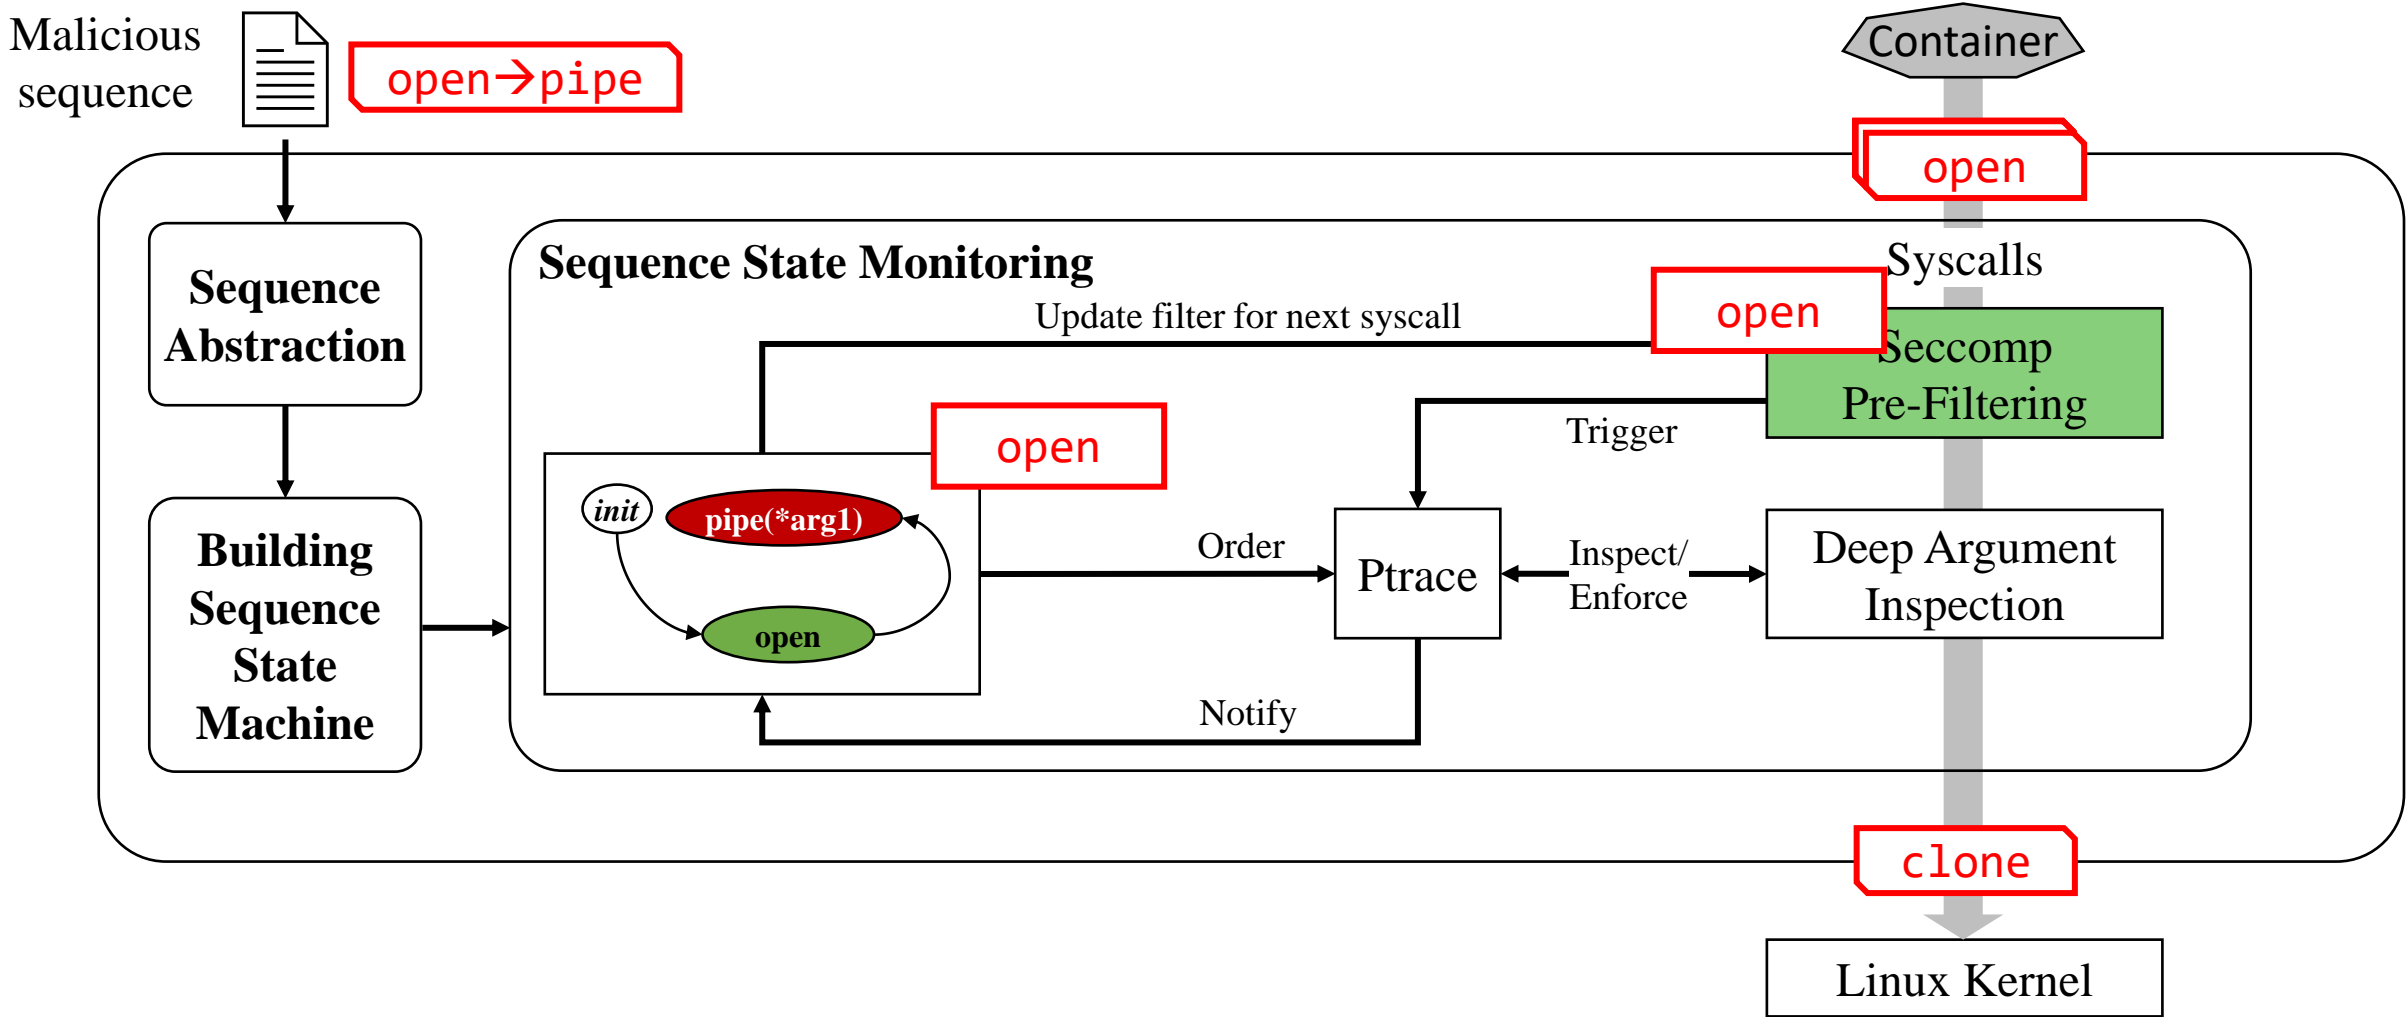 Malicious
sequence
open→pipe
Container
open
Sequence
Abstraction
Sequence State Monitoring
Syscalls
Update filter for next syscall
open
Seccomp
Pre-Filtering
open
Trigger
init
pipe(*arg1)
open
Order
Ptrace
Inspect/
Enforce
Deep Argument
Inspection
Building
Sequence
State
Machine
Notify
clone
Linux Kernel